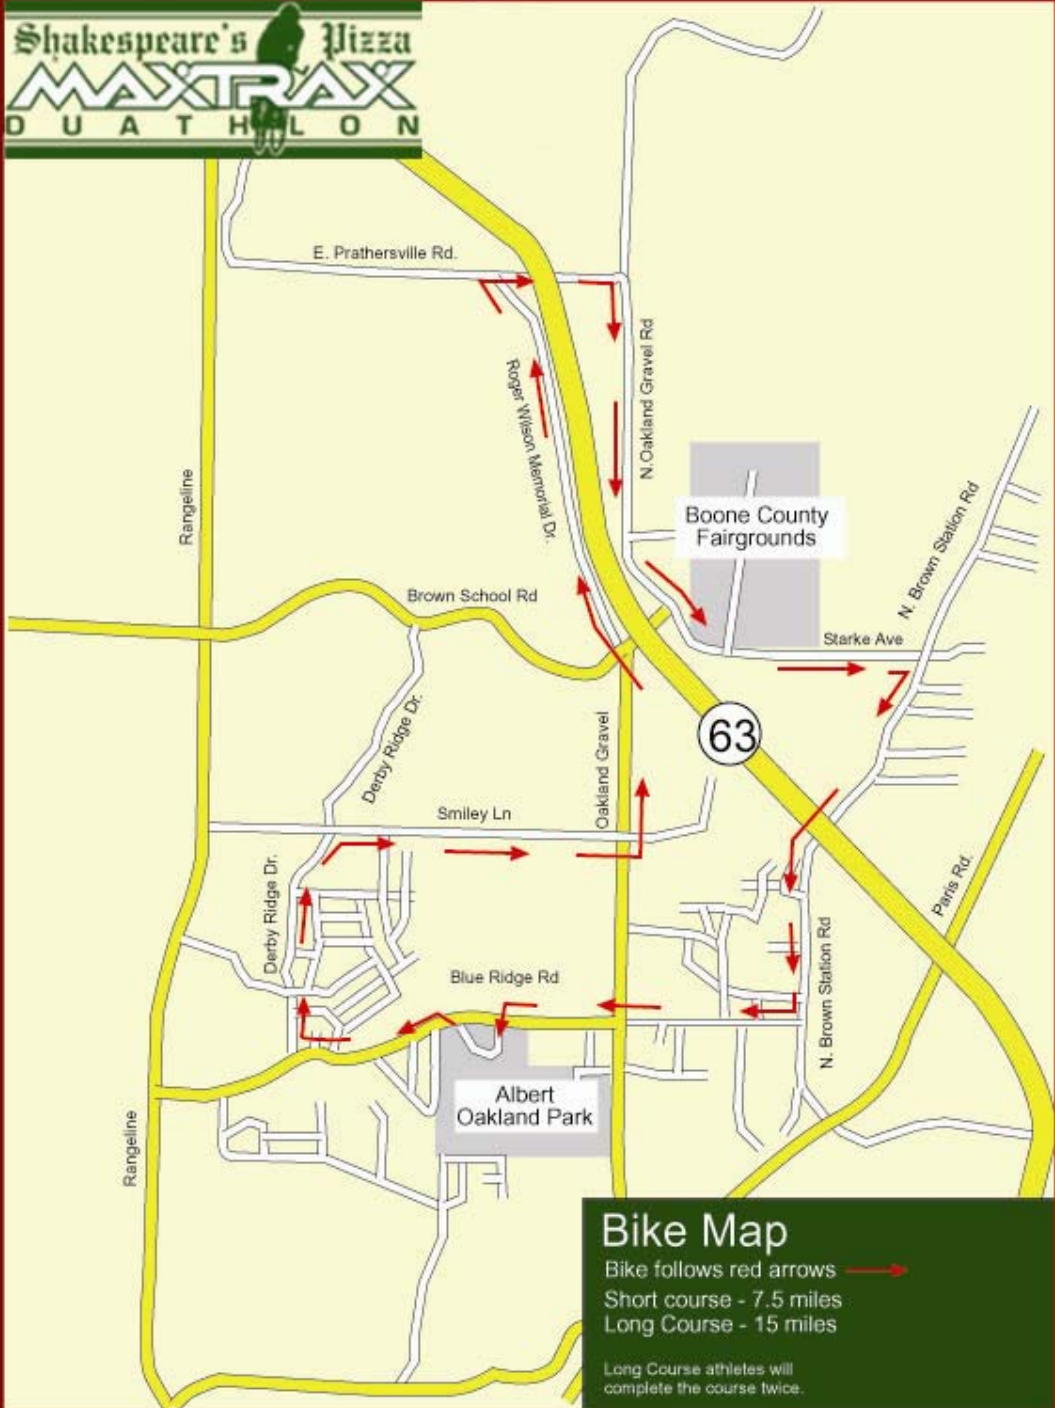 Shakespeare's Pizza
MAXTRAX
DUATHLON
E. Prathersville Rd.
N.Oakland Gravel Rd
Roger Wilson Memorial Dr.
Rangeline
Boone County
Fairgrounds
N. Brown Station Rd
Brown School Rd
Starke Ave
Derby Ridge Dr.
Oakland Gravel
63
Smiley Ln
Derby Ridge Dr.
Paris Rd.
N. Brown Station Rd
Blue Ridge Rd
Albert
Oakland Park
Rangeline
Bike Map
Bike follows red arrows
Short course - 7.5 miles
Long Course - 15 miles
Long Course athletes will
complete the course twice.